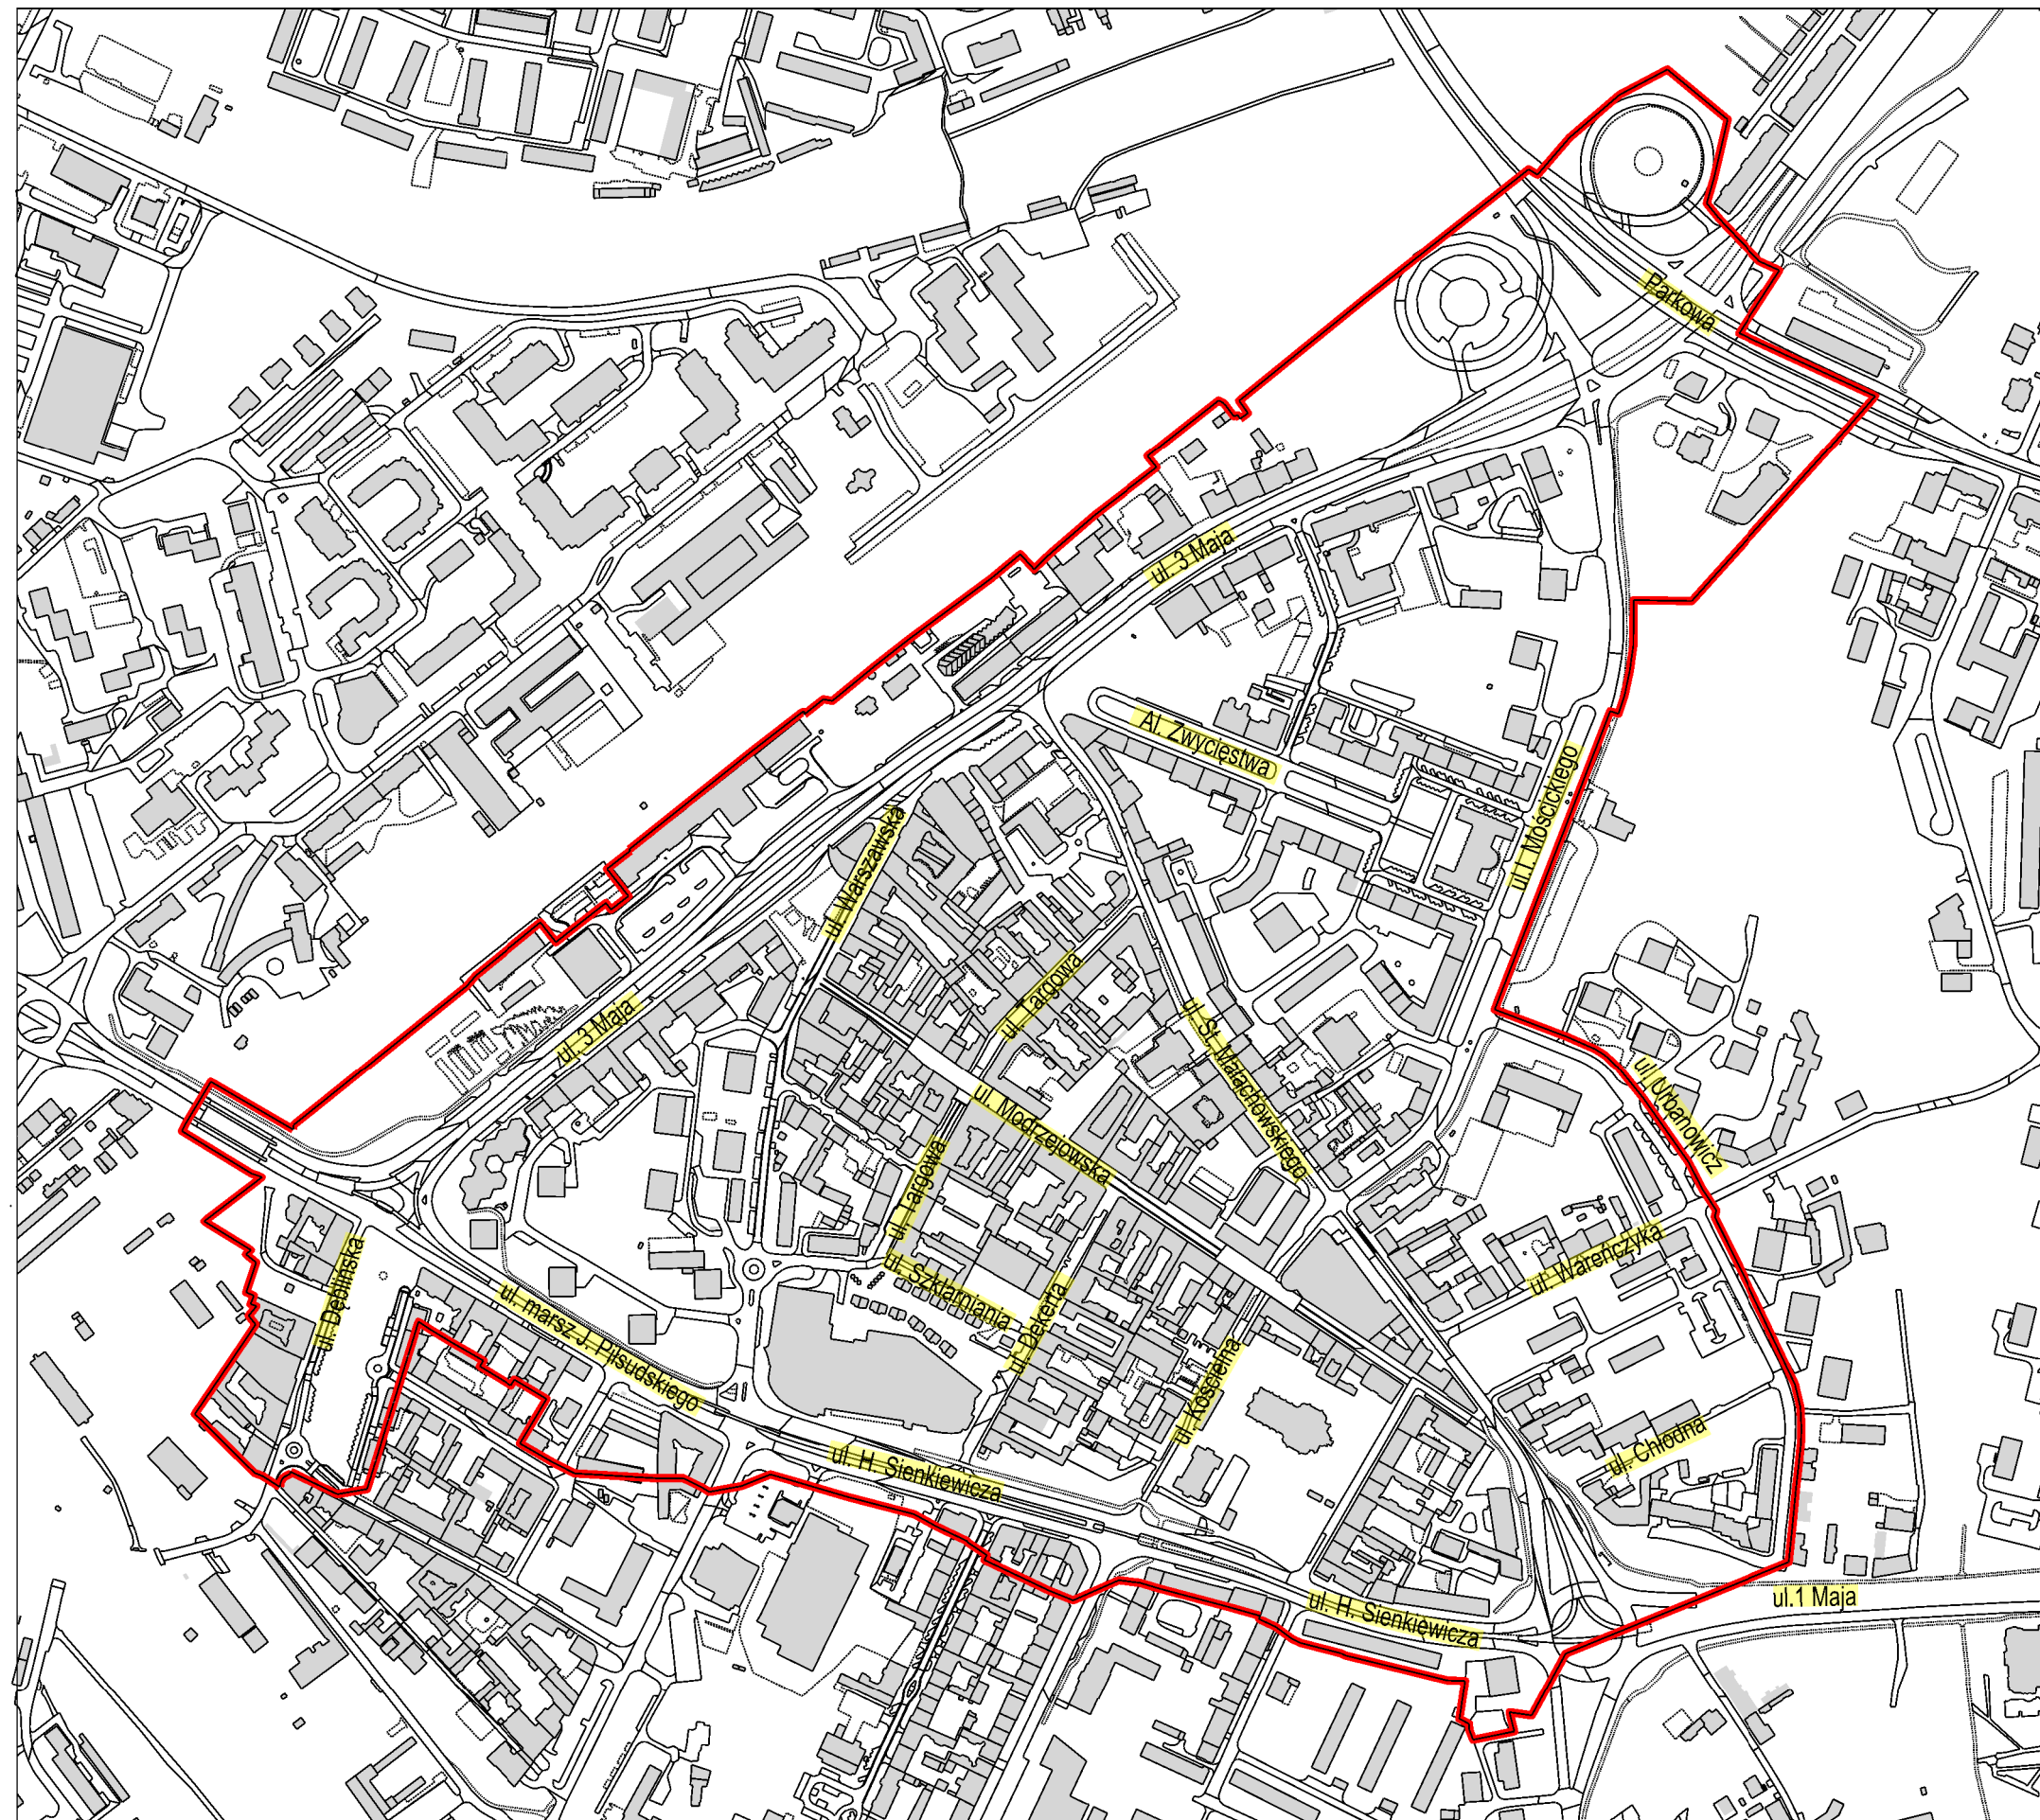 Parkowa
ul. 3 Maja
Al. Zwycięstwa
ul.I. Mościckiego
ul. Warszawska
ul. Targowa
ul. 3 Maja
ul. St. Małachowskiego
ul. Modrzejowska
ul. Urbanowicz
ul. Targowa
ul. Wareńczyka
ul. Szklarniania
ul. Dęblińska
ul. Dekerta
ul. marsz.J. Piłsudskiego
ul. Kościelna
ul. Chłodna
ul. H. Sienkiewicza
ul.1 Maja
ul. H. Sienkiewicza